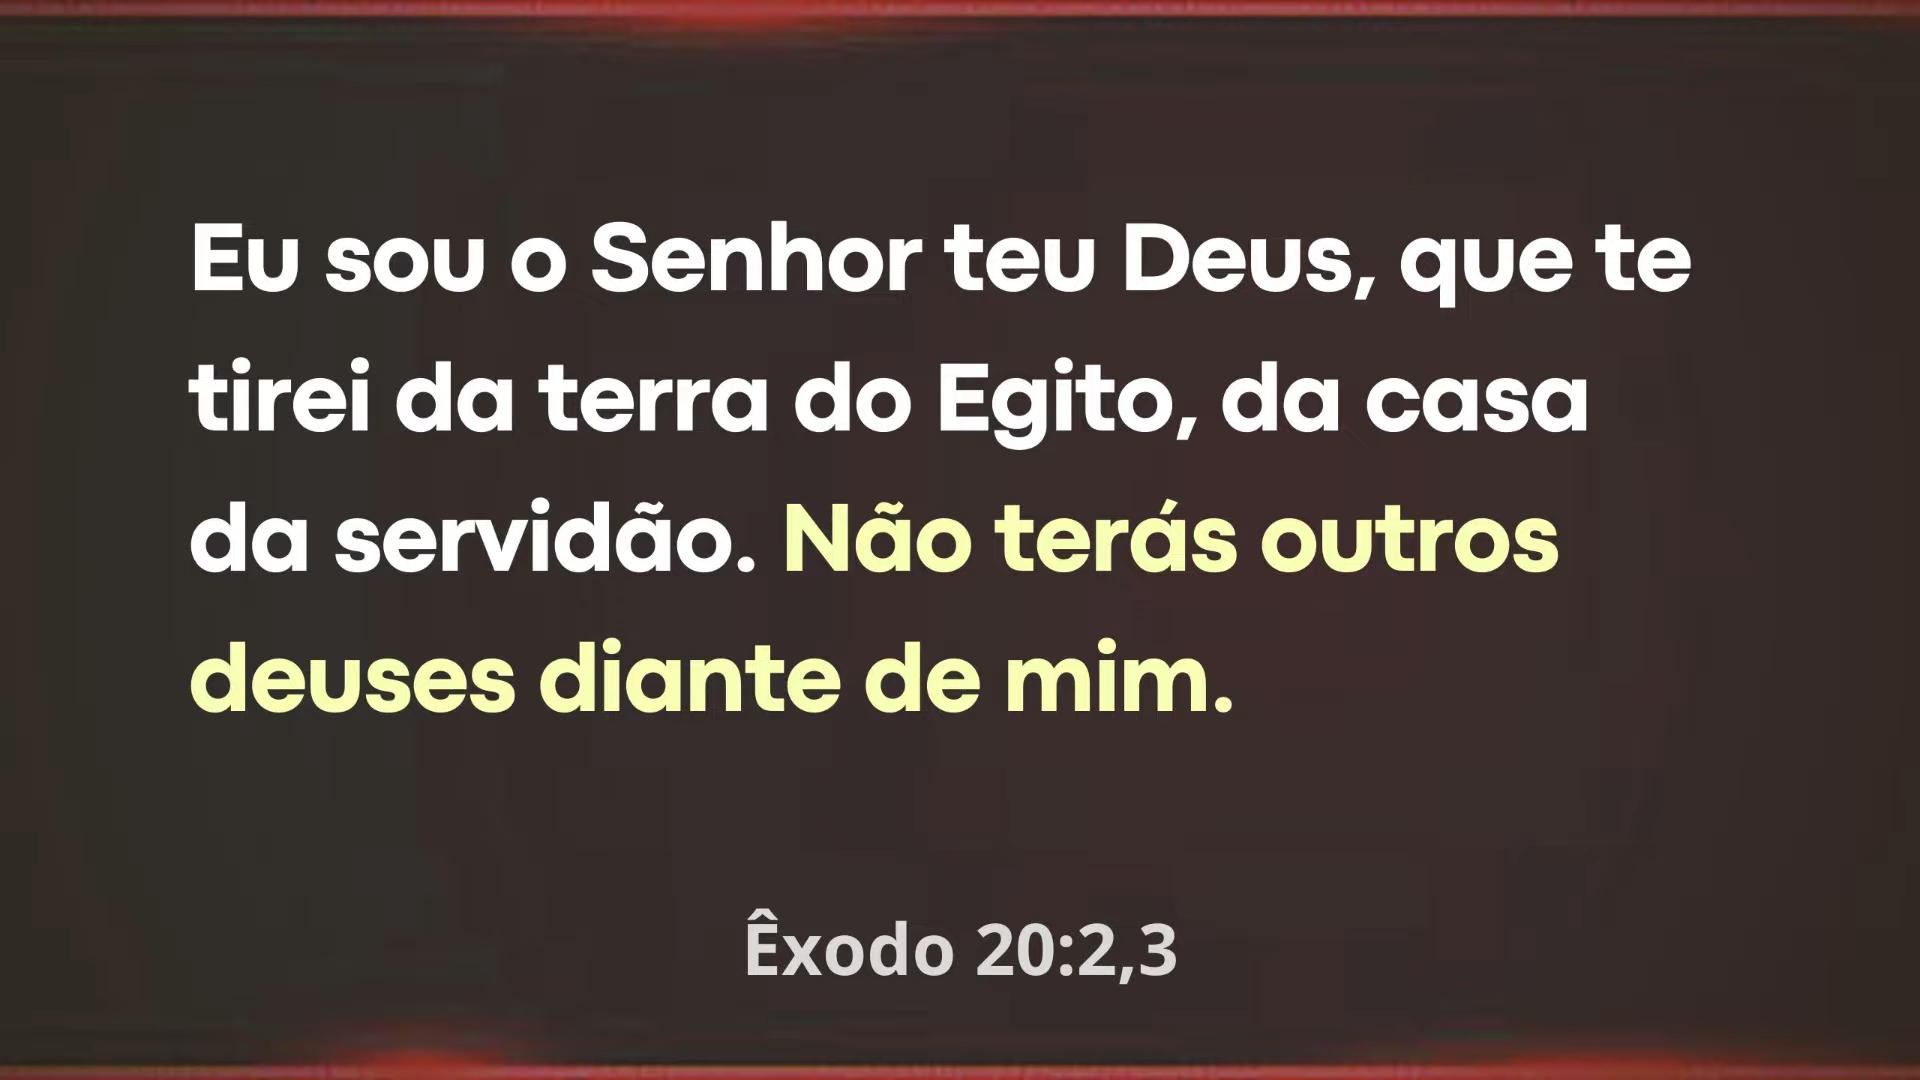 Eu sou o Senhor teu Deus, que te
tirei da terra do Egito, da casa
da servidão. Não terás outros
deuses diante de mim.
Êxodo 20:2,3